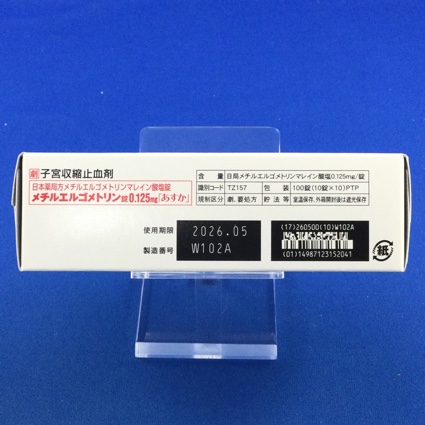 劇 子宮収縮止血剤
日本薬局方メチルエルゴメトリンマレイン酸塩錠
メチルエルゴメトリン錠0.125mg「あすか」
含 量 日局メチルエルゴメトリンマレイン酸塩0.125mg/錠
識別コード TZ157 包 装 100錠(10錠×10)PTP
規制区分 劇、要処方 貯 法 等 室温保存、外箱開封後は遮光保存
使用期限 2026.05
製造番号 W102A
(17)260500(10)W102A
(01)14987123152041
紙